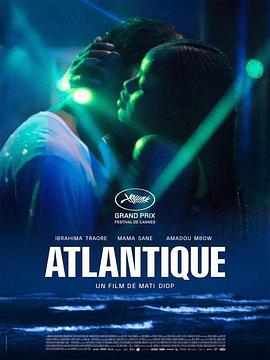 GRAND PRIX
FESTIVAL DE CANNES
IBRAHIMA TRAORE MAMA SANE AMADOU MBOW
ATLANTIQUE
UN FILM DE MATI DIOP